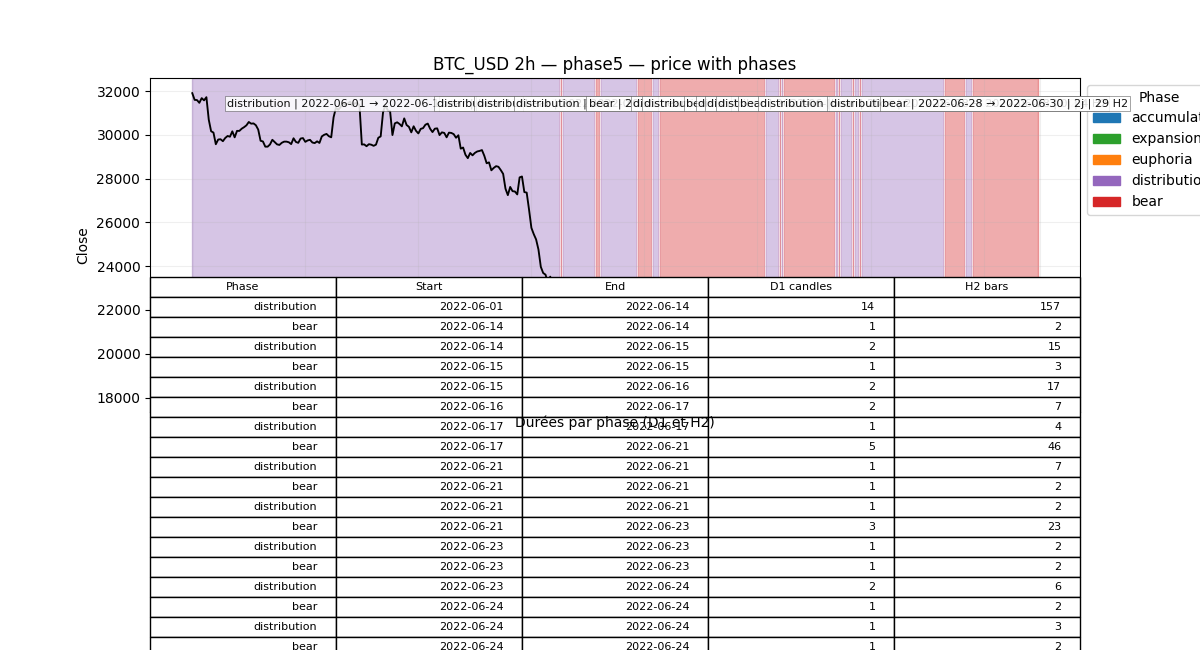 BTC_USD 2h — phase5 — price with phases
32000
30000
28000
26000
24000
22000
20000
18000
Close
distribution | 2022-06-01 → 2022-06-
distribution |
bear | 2
distribution
bear | 2022-06-28 → 2022-06-30 | 2j | 29 H2
Phase
accumulat
expansion
euphoria
distributio
bear
Phase Start End D1 candles H2 bars
distribution 2022-06-01 2022-06-14 14 157
bear 2022-06-14 2022-06-14 1 2
distribution 2022-06-14 2022-06-15 2 15
bear 2022-06-15 2022-06-15 1 3
distribution 2022-06-15 2022-06-16 2 17
bear 2022-06-16 2022-06-17 2 7
Durées par phase (D1 et H2)
distribution 2022-06-17 2022-06-17 1 4
bear 2022-06-17 2022-06-21 5 46
distribution 2022-06-21 2022-06-21 1 7
bear 2022-06-21 2022-06-21 1 2
distribution 2022-06-21 2022-06-21 1 2
bear 2022-06-21 2022-06-23 3 23
distribution 2022-06-23 2022-06-23 1 2
bear 2022-06-23 2022-06-23 1 2
distribution 2022-06-23 2022-06-24 2 6
bear 2022-06-24 2022-06-24 1 2
distribution 2022-06-24 2022-06-24 1 3
bear 2022-06-24 2022-06-24 1 2